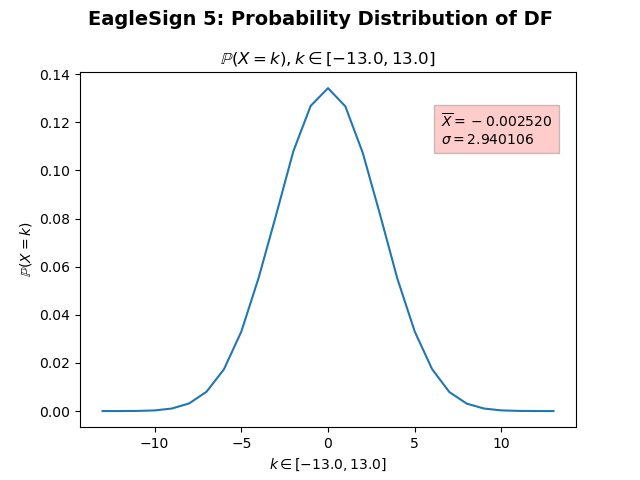 EagleSign 5: Probability Distribution of DF
ℙ(X = k), k ∈ [−13.0, 13.0]
0.14
0.12
0.10
0.08
0.06
0.04
0.02
0.00
ℙ(X = k)
X̅ = −0.002520
σ = 2.940106
−10 −5 0 5 10
k ∈ [−13.0, 13.0]